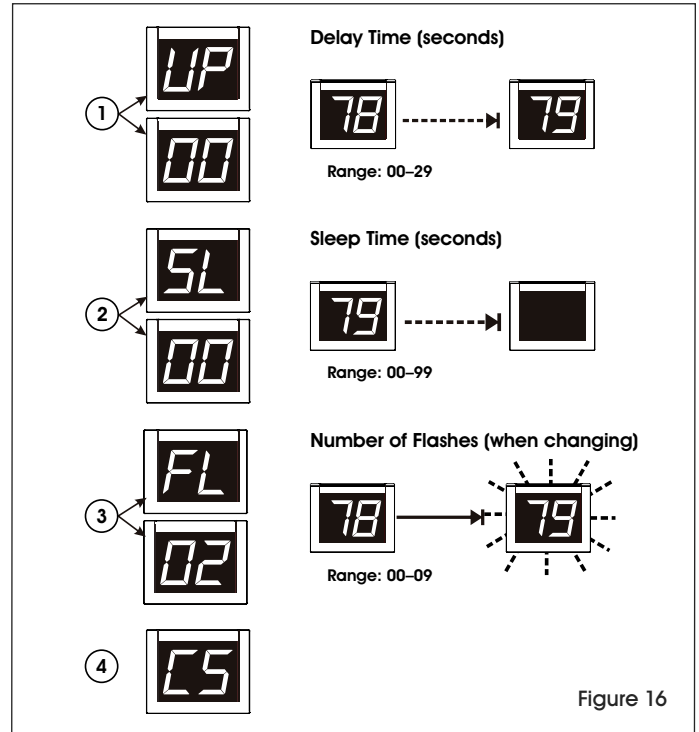 Delay Time (seconds)
UP
1
00
78
79
Range: 00–29
Sleep Time (seconds)
SL
2
00
79
Range: 00–99
Number of Flashes (when changing)
FL
3
02
78
79
Range: 00–09
4
CS
Figure 16